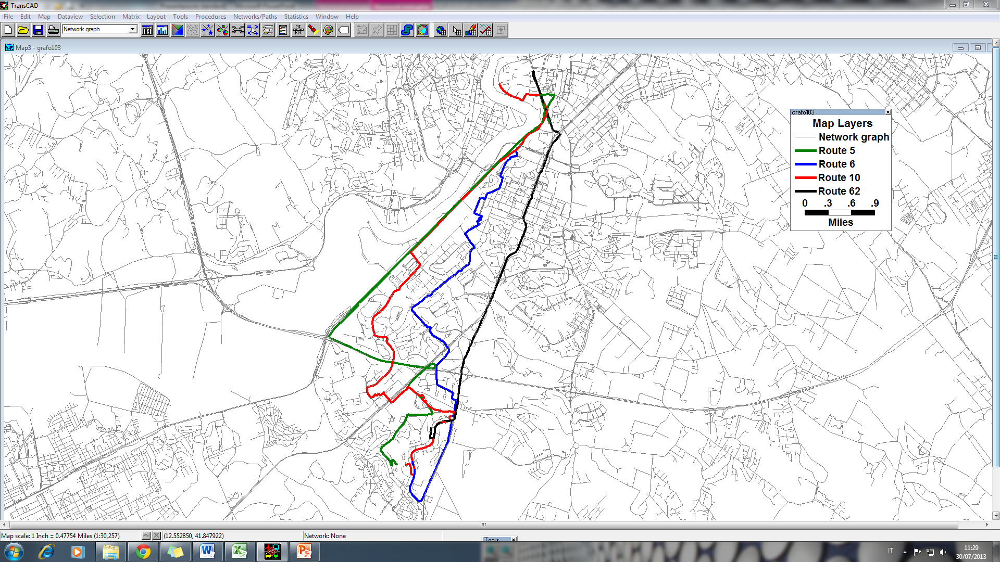 TransCAD
File Edit Map Dataview Selection Matrix Layout Tools Procedures Networks/Paths Statistics Window Help
Network graph
MI
KM
Map3 - grafo103
grafo103
Map Layers
Network graph
Route 5
Route 6
Route 10
Route 62
0 .3 .6 .9
Miles
Map scale: 1 Inch = 0.47754 Miles (1:30,257)
(12.552850, 41.847922)
Network: None
Tools
IT
11:29
30/07/2013